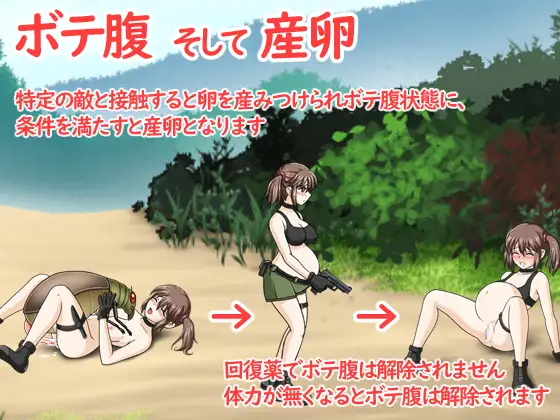 ボテ腹 そして 産卵
特定の敵と接触すると卵を産みつけられボテ腹状態に、
条件を満たすと産卵となります
回復薬でボテ腹は解除されません
体力が無くなるとボテ腹は解除されます